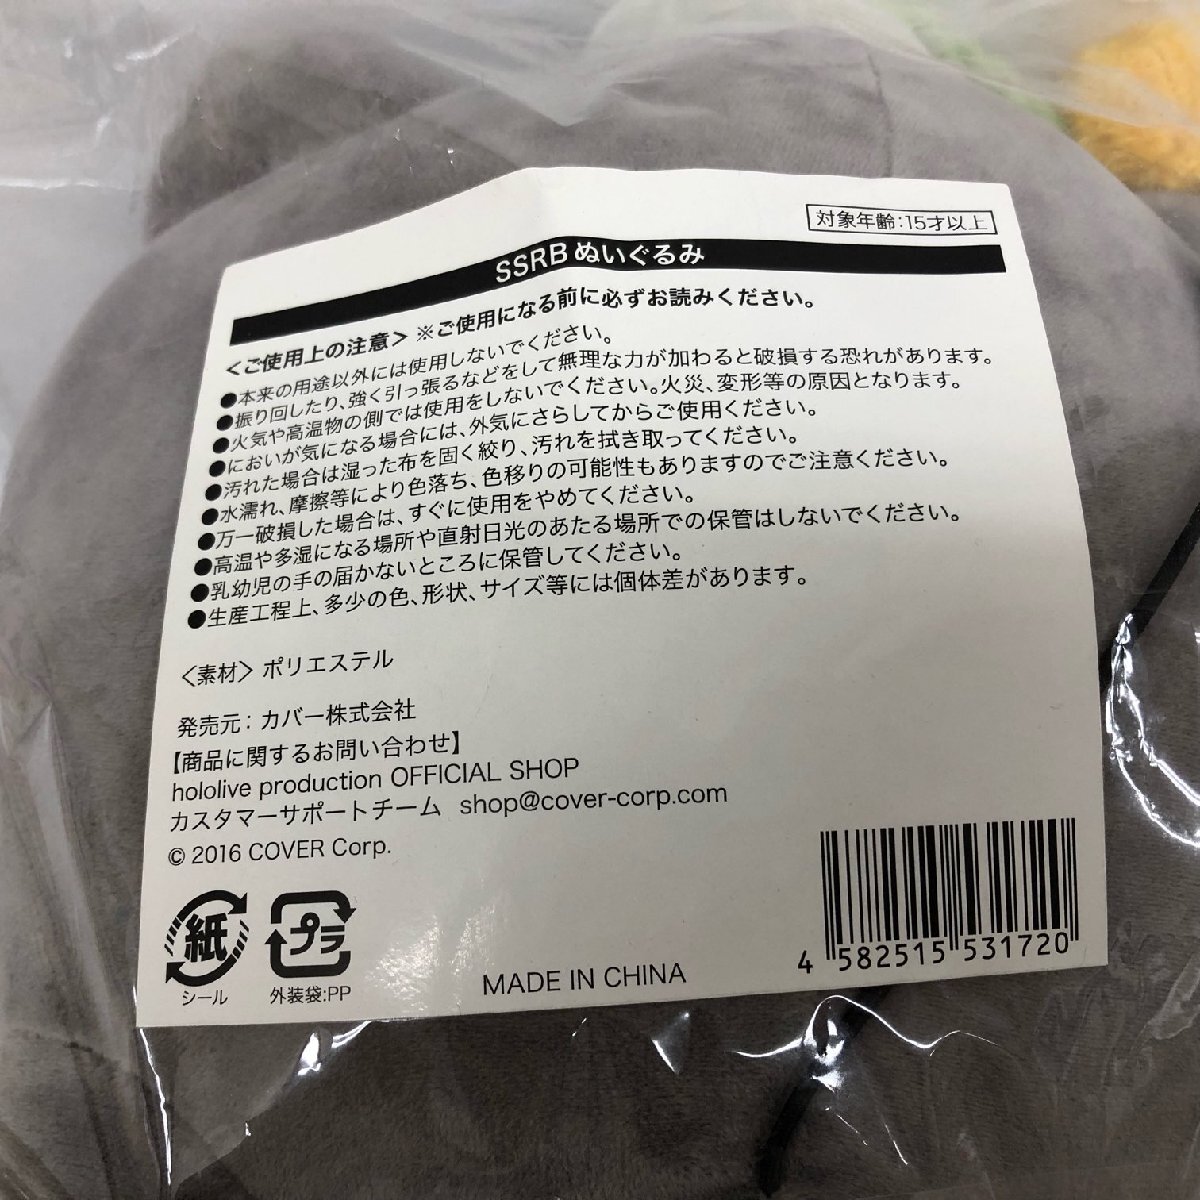 対象年齢:15才以上
SSRBぬいぐるみ
<ご使用上の注意>※ご使用になる前に必ずお読みください。
●本来の用途以外には使用しないでください。
●振り回したり、強く引っ張るなどをして無理な力が加わると破損する恐れがあります。
●火気や高温物の側では使用をしないでください。火災、変形等の原因となります。
●においが気になる場合には、外気にさらしてからご使用ください。
●汚れた場合は湿った布を固く絞り、汚れを拭き取ってください。
●水濡れ、摩擦等により色落ち、色移りの可能性もありますのでご注意ください。
●万一破損した場合は、すぐに使用をやめてください。
●高温や多湿になる場所や直射日光のあたる場所での保管はしないでください。
●乳幼児の手の届かないところに保管してください。
●生産工程上、多少の色、形状、サイズ等には個体差があります。
<素材>ポリエステル
発売元:カバー株式会社
【商品に関するお問い合わせ】
hololive production OFFICIAL SHOP
カスタマーサポートチーム shop@cover-corp.com
© 2016 COVER Corp.
紙
シール
プラ
外装袋:PP
MADE IN CHINA
4 582515 531720